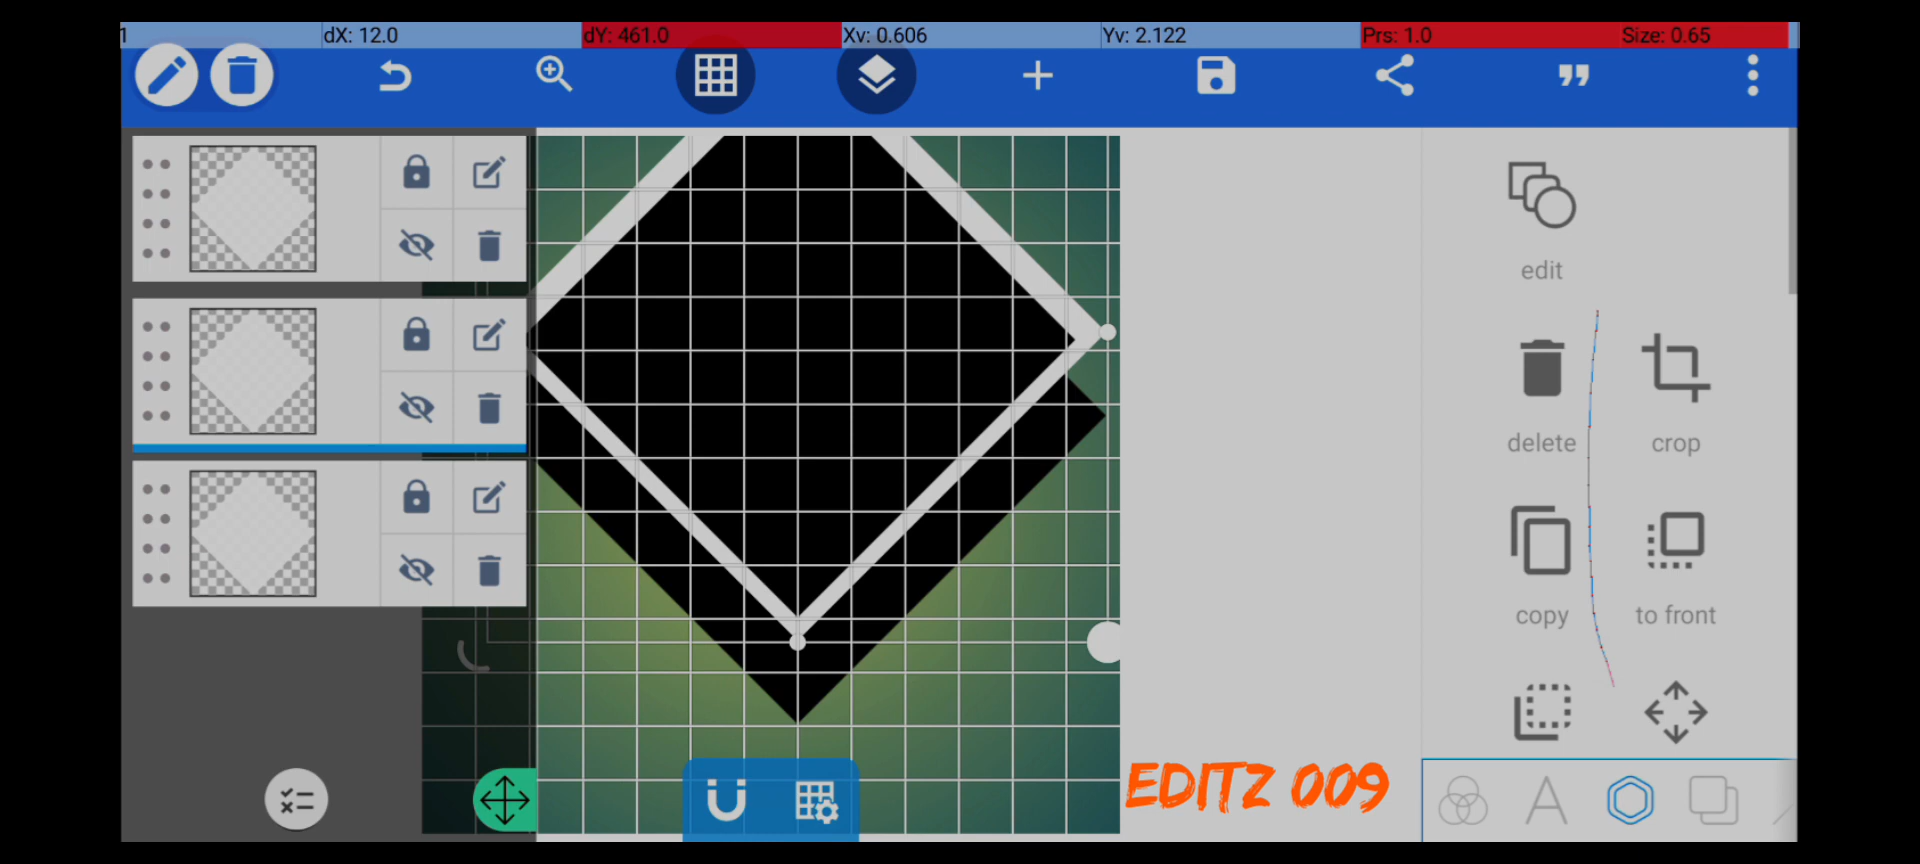 1 dX: 12.0 dY: 461.0 Xv: 0.606 Yv: 2.122 Prs: 1.0 Size: 0.65
edit
delete crop
copy to front
EDITZ 009